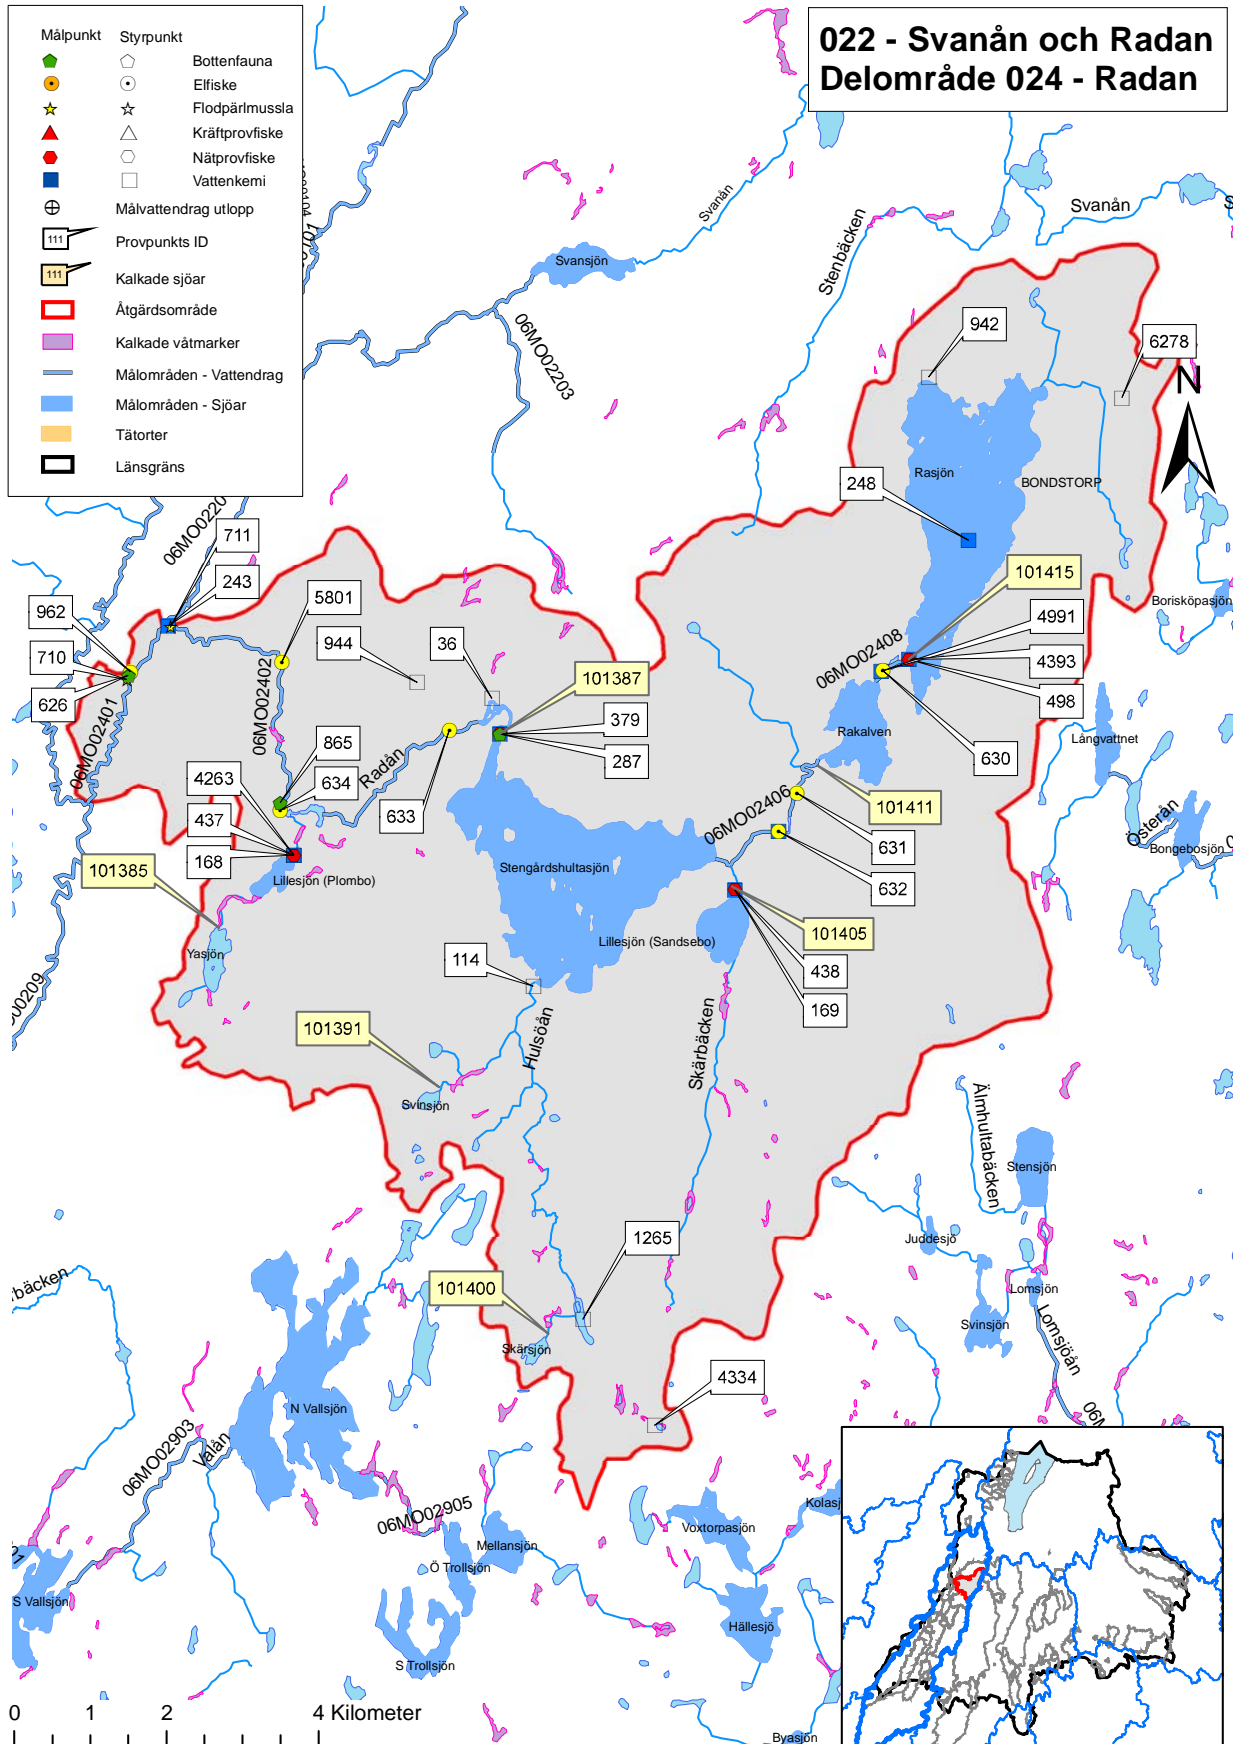 022 - Svanån och Radan
Delområde 024 - Radan
Målpunkt Styrpunkt
Bottenfauna
Elfiske
Flodpärlmussla
Kräftprovfiske
Nätprovfiske
Vattenkemi
Målvattendrag utlopp
111 Provpunkts ID
111 Kalkade sjöar
Åtgärdsområde
Kalkade våtmarker
Målområden - Vattendrag
Målområden - Sjöar
Tätorter
Länsgräns
Svanån
Svanån
Stenbäcken
Svansjön
06MO02203
942
6278
N
Rasjön
BONDSTORP
248
06MO0220
711
243
962
710
626
5801
944
36
101387
379
287
101415
4991
4393
498
Borisköpasjön
06MO02408
Rakalven
630
Långvattnet
06MO02401
06MO02402
865
634
Radån
633
4263
437
168
101385
Lillesjön (Plombo)
Yasjön
101411
06MO02406
631
632
Österån
Bongebosjön
Stengårdshultasjön
Lillesjön (Sandsebo)
101405
438
169
114
101391
Hulsöån
Skärbäcken
Svinsjön
Älmhultabäcken
Stensjön
Juddesjö
Lomsjön
Svinsjön
Lomsjöån
1265
101400
Skärsjön
4334
N Vallsjön
06MO02903
Valån
06MO02905
Mellansjön
Ö Trollsjön
S Trollsjön
S Vallsjön
Voxtorpasjön
Hällesjö
Byasjön
0 1 2 4 Kilometer